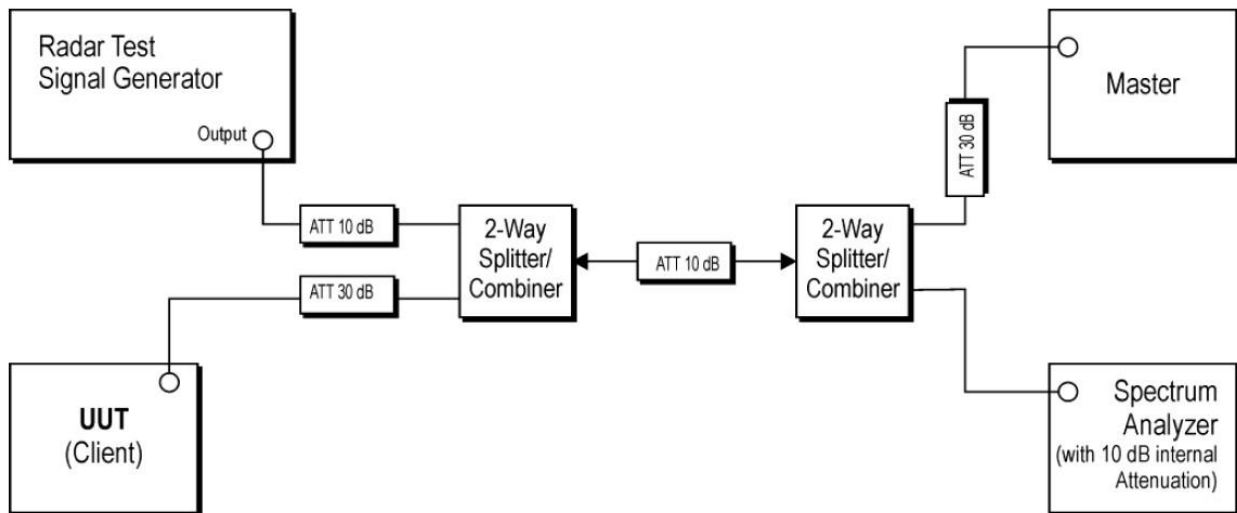 Radar Test
Signal Generator
Output
Master
ATT 30 dB
ATT 10 dB
2-Way
Splitter/
Combiner
ATT 10 dB
2-Way
Splitter/
Combiner
ATT 30 dB
UUT
(Client)
Spectrum
Analyzer
(with 10 dB internal
Attenuation)